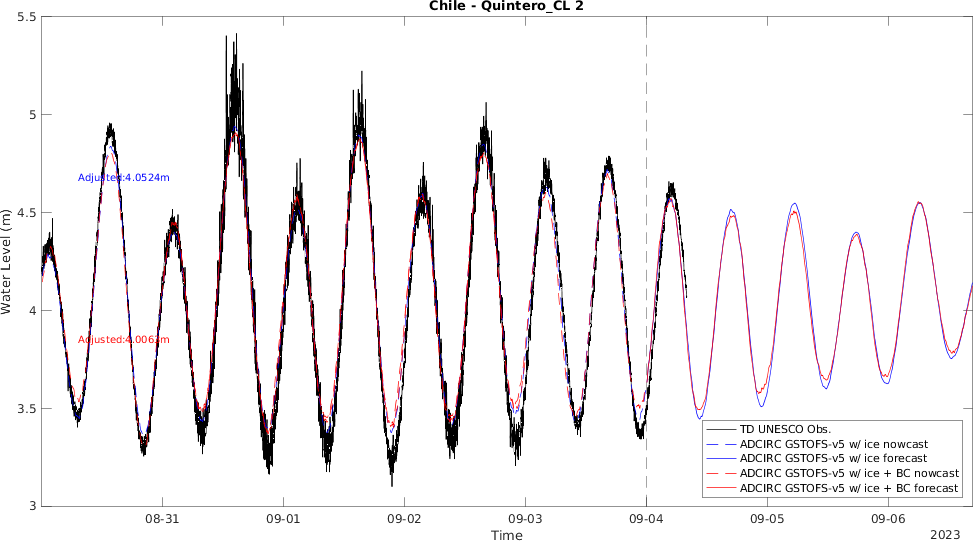 Chile - Quintero_CL 2
5.5
5
4.5
4
3.5
3
Water Level (m)
Adjusted:4.0524m
08-31
09-01
09-02
09-03
09-04
09-05
09-06
Time
2023
TD UNESCO Obs.
ADCIRC GSTOFS-v5 w/ ice nowcast
ADCIRC GSTOFS-v5 w/ ice forecast
ADCIRC GSTOFS-v5 w/ ice + BC nowcast
ADCIRC GSTOFS-v5 w/ ice + BC forecast